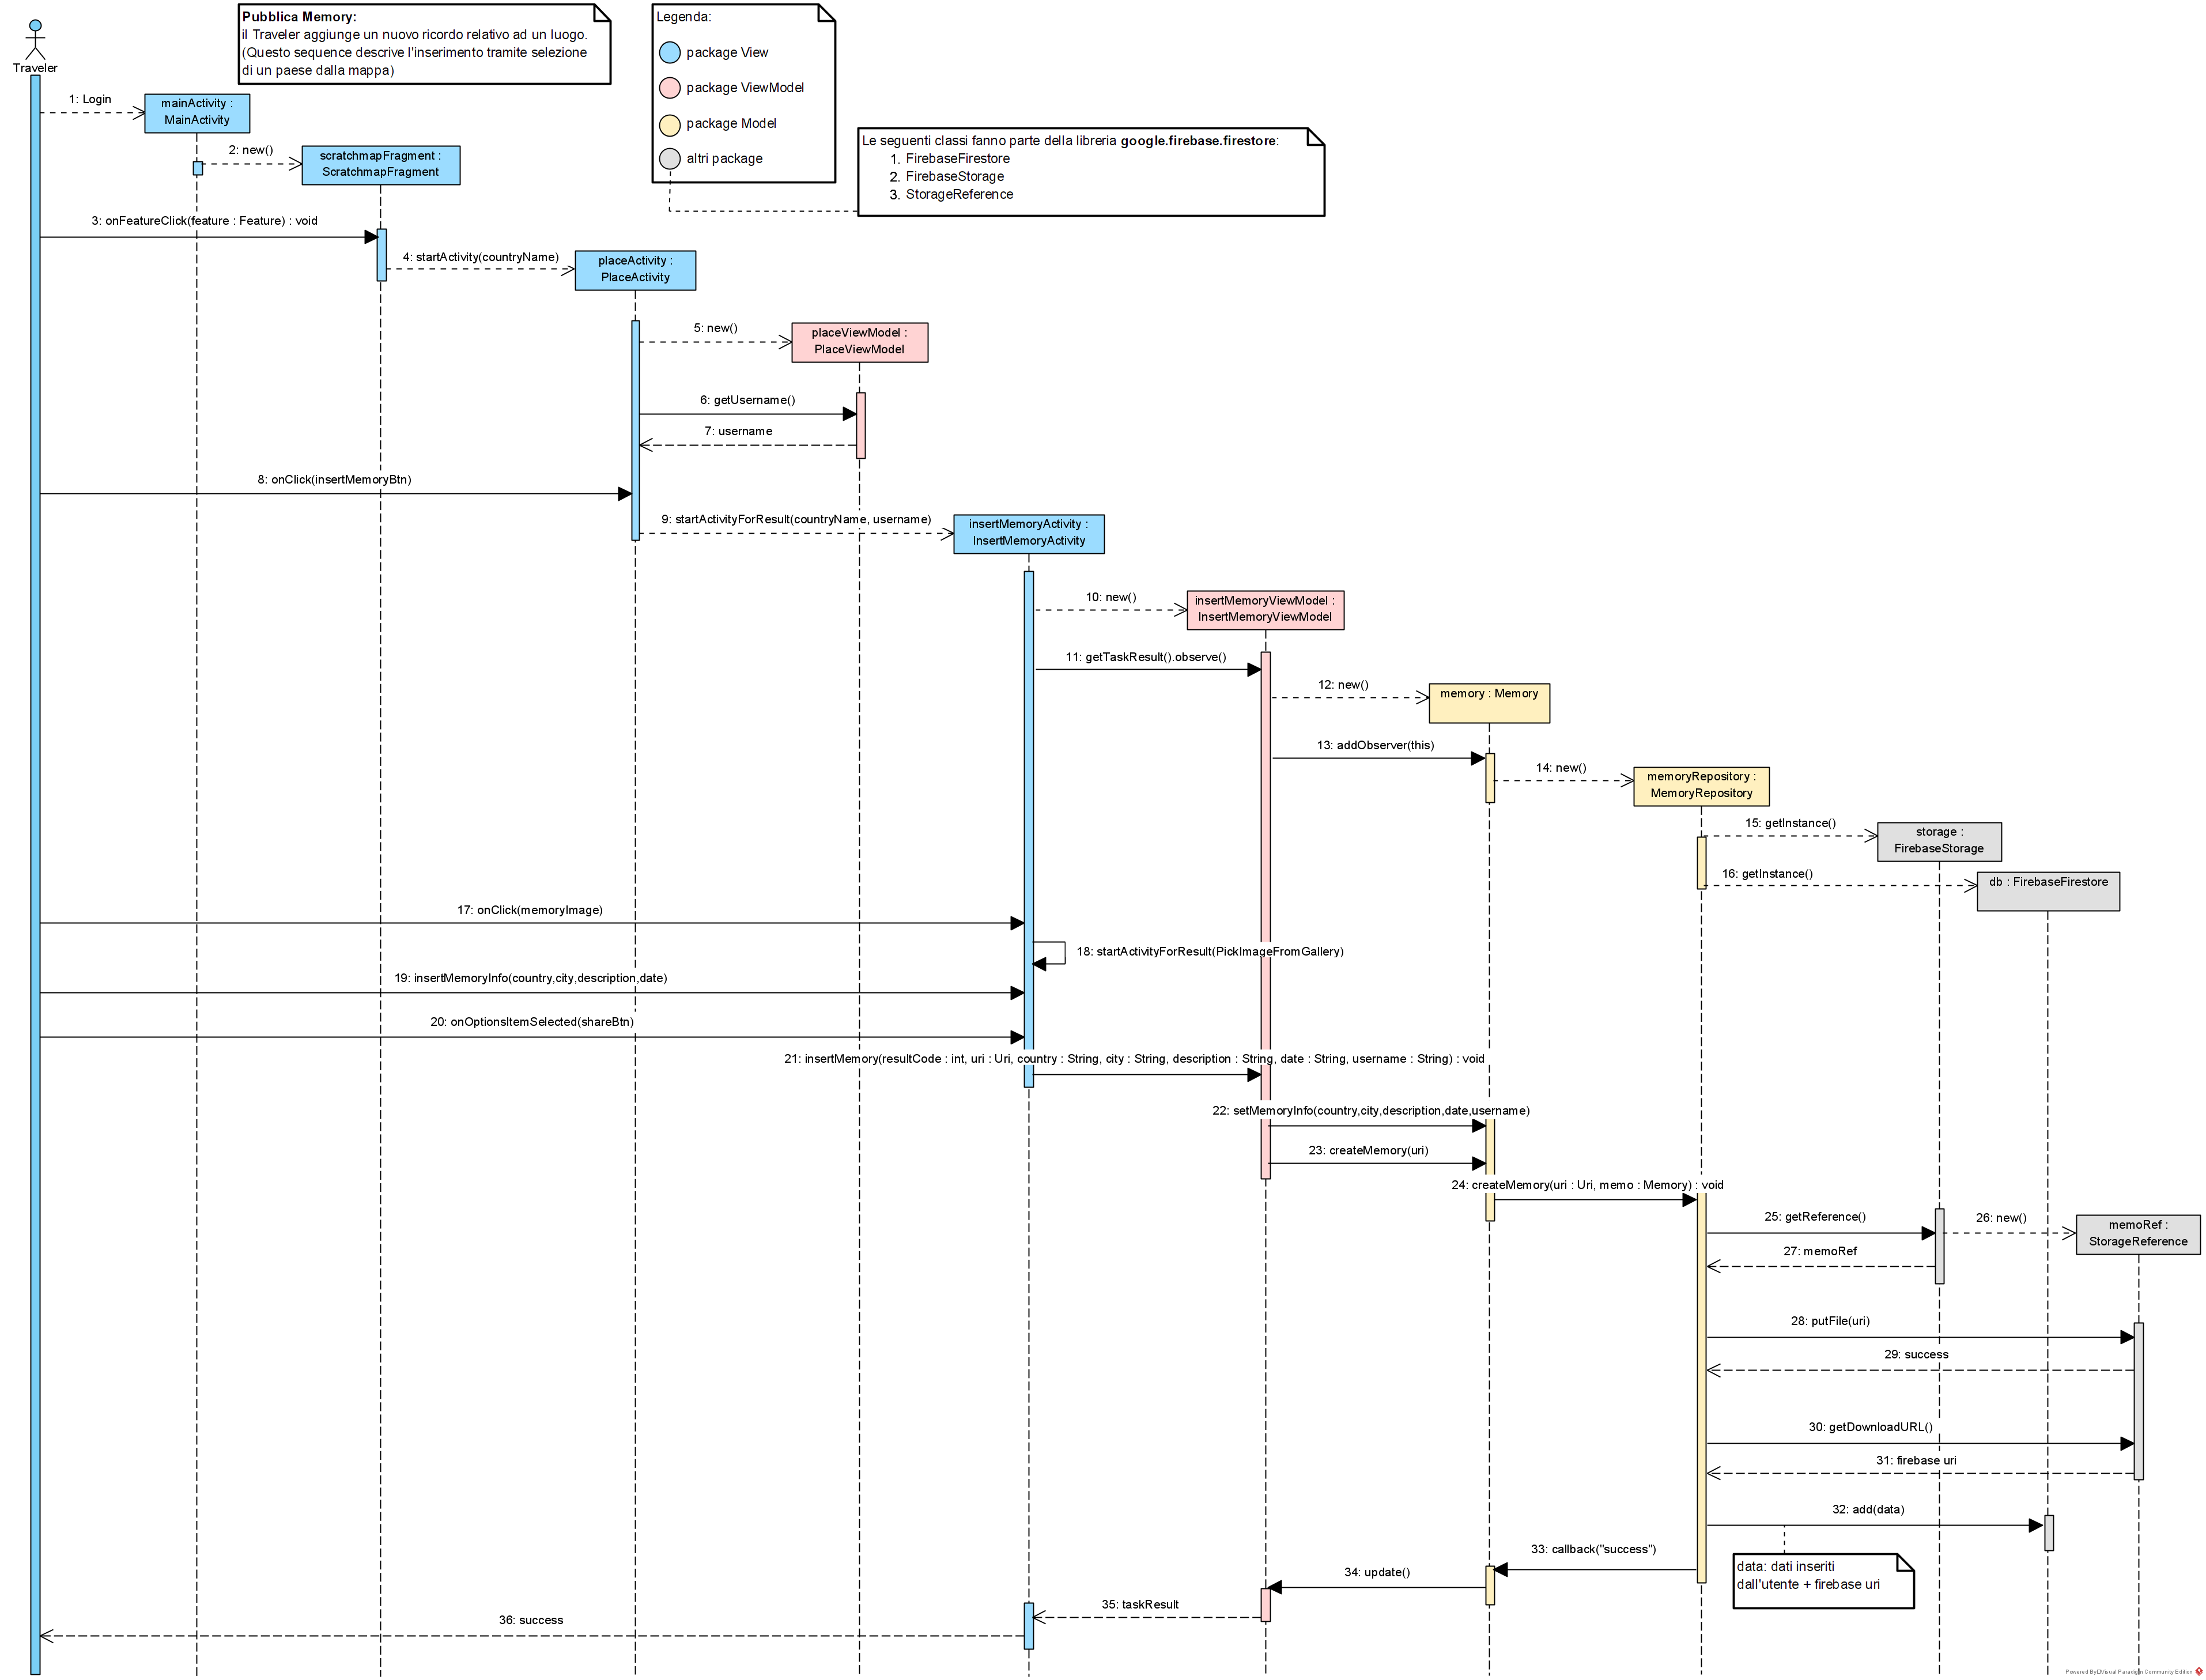 Pubblica Memory:
il Traveler aggiunge un nuovo ricordo relativo ad un luogo.
(Questo sequence descrive l'inserimento tramite selezione
di un paese dalla mappa)
Legenda:
package View
package ViewModel
package Model
altri package
Le seguenti classi fanno parte della libreria google.firebase.firestore:
1. FirebaseFirestore
2. FirebaseStorage
3. StorageReference
Traveler
1: Login
mainActivity :
MainActivity
2: new()
scratchmapFragment :
ScratchmapFragment
3: onFeatureClick(feature : Feature) : void
4: startActivity(countryName)
placeActivity :
PlaceActivity
5: new()
placeViewModel :
PlaceViewModel
6: getUsername()
7: username
8: onClick(insertMemoryBtn)
9: startActivityForResult(countryName, username)
insertMemoryActivity :
InsertMemoryActivity
10: new()
insertMemoryViewModel :
InsertMemoryViewModel
11: getTaskResult().observe()
12: new()
memory : Memory
13: addObserver(this)
14: new()
memoryRepository :
MemoryRepository
15: getInstance()
storage :
FirebaseStorage
16: getInstance()
db : FirebaseFirestore
17: onClick(memoryImage)
18: startActivityForResult(PickImageFromGallery)
19: insertMemoryInfo(country,city,description,date)
20: onOptionsItemSelected(shareBtn)
21: insertMemory(resultCode : int, uri : Uri, country : String, city : String, description : String, date : String, username : String) : void
22: setMemoryInfo(country,city,description,date,username)
23: createMemory(uri)
24: createMemory(uri : Uri, memo : Memory) : void
25: getReference()
26: new()
memoRef :
StorageReference
27: memoRef
28: putFile(uri)
29: success
30: getDownloadURL()
31: firebase uri
32: add(data)
33: callback("success")
data: dati inseriti
dall'utente + firebase uri
34: update()
35: taskResult
36: success
Powered By Visual Paradigm Community Edition